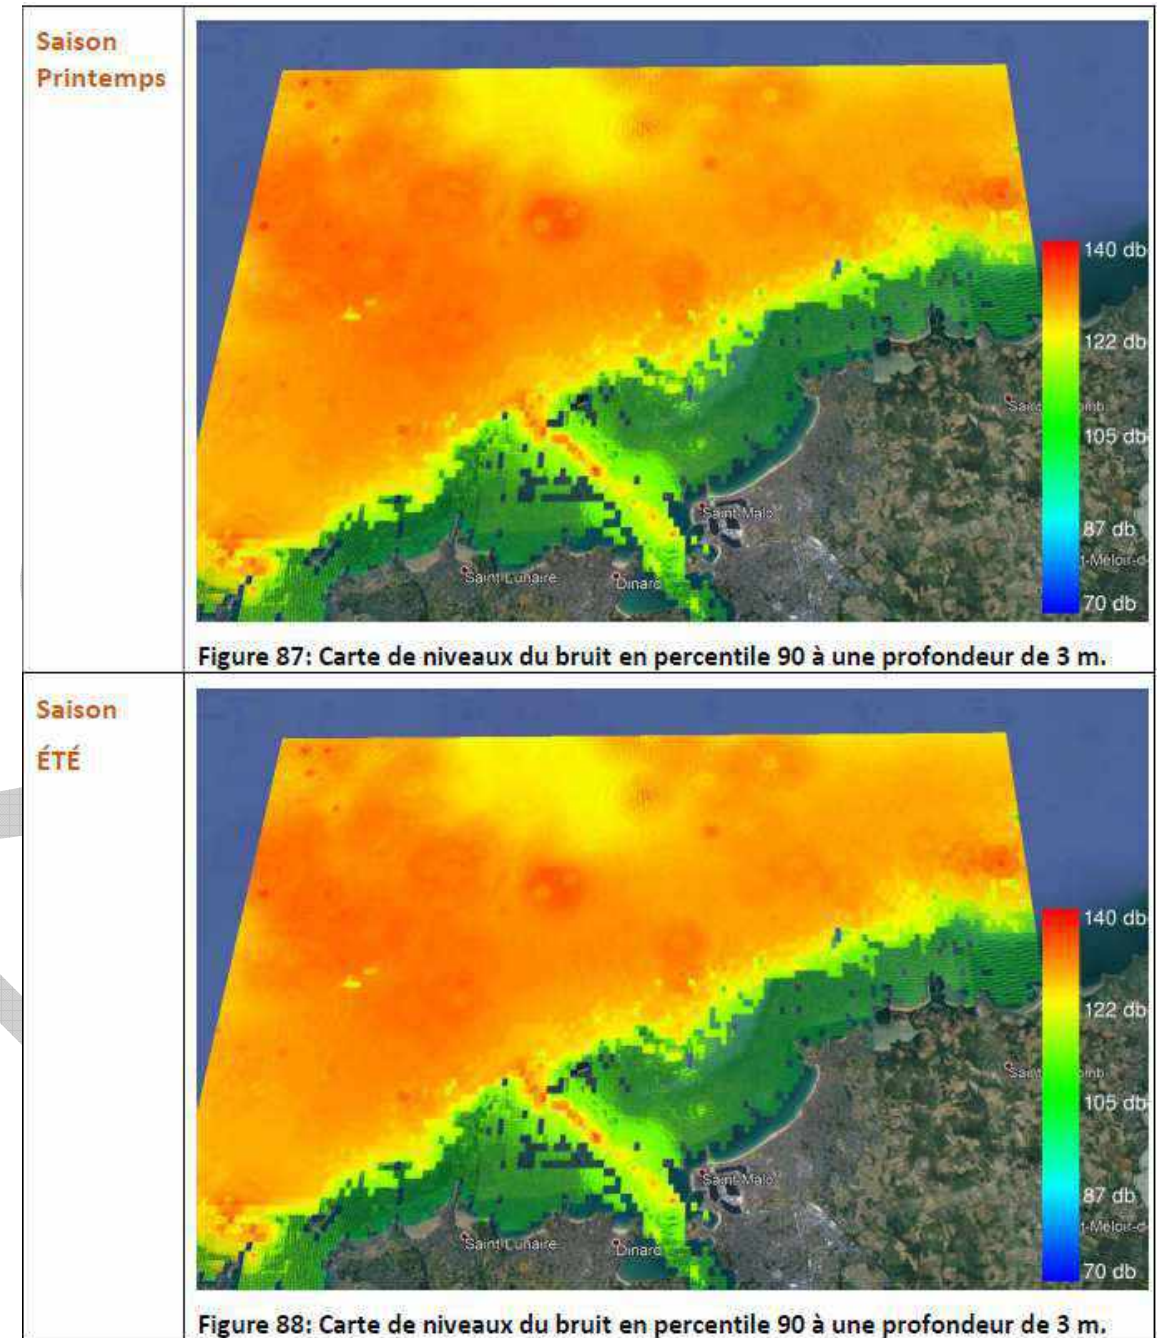 Saison
Printemps
140 db
122 db
105 db
87 db
70 db
Saint-Malo
t-Méloir-d
Saint Lunaire
Dinard
Figure 87: Carte de niveaux du bruit en percentile 90 à une profondeur de 3 m.
Saison
ÉTÉ
140 db
122 db
105 db
87 db
70 db
Saint-Malo
t-Méloir-d
Saint Lunaire
Dinard
Figure 88: Carte de niveaux du bruit en percentile 90 à une profondeur de 3 m.